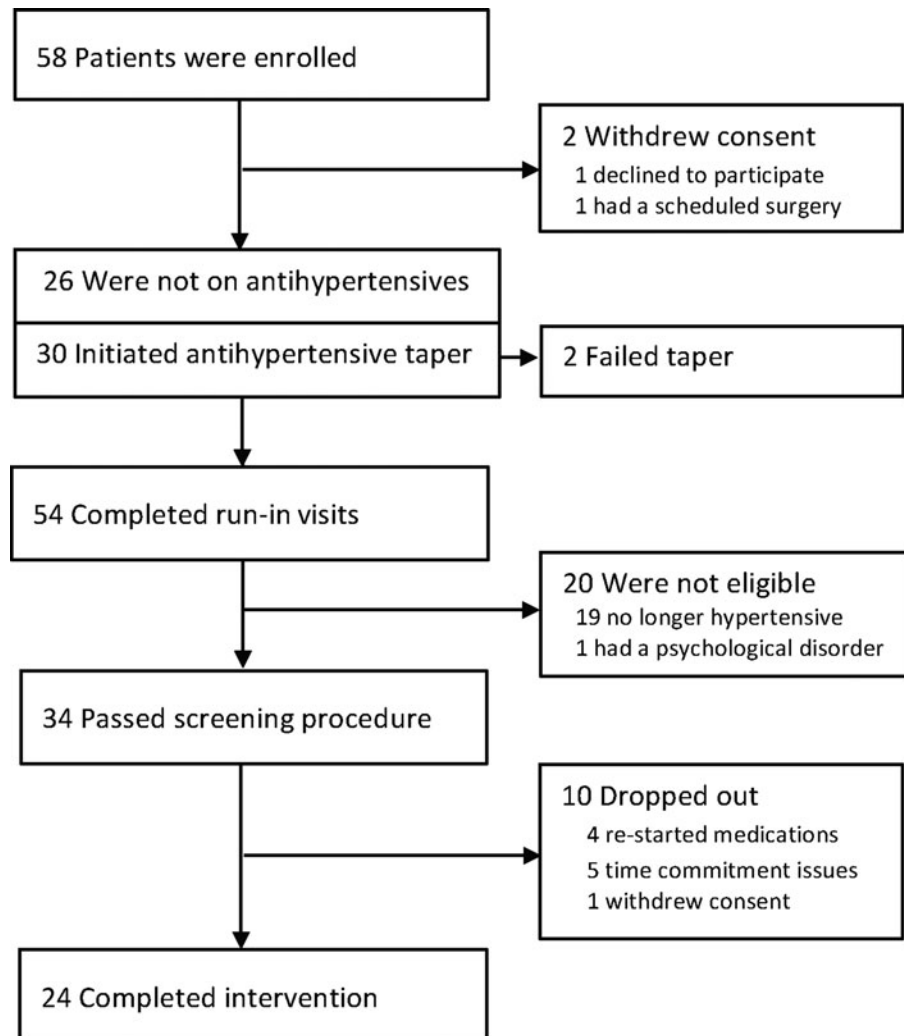 58 Patients were enrolled
2 Withdrew consent
1 declined to participate
1 had a scheduled surgery
26 Were not on antihypertensives
30 Initiated antihypertensive taper
2 Failed taper
54 Completed run-in visits
20 Were not eligible
19 no longer hypertensive
1 had a psychological disorder
34 Passed screening procedure
10 Dropped out
4 re-started medications
5 time commitment issues
1 withdrew consent
24 Completed intervention